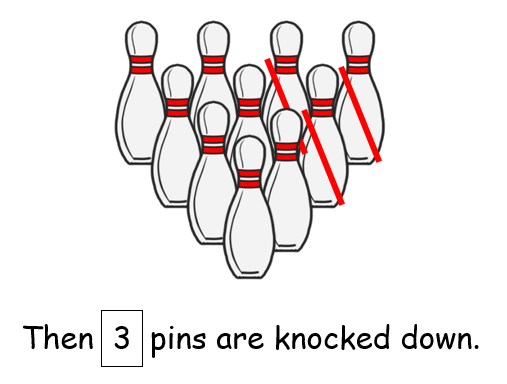 Then 3 pins are knocked down.